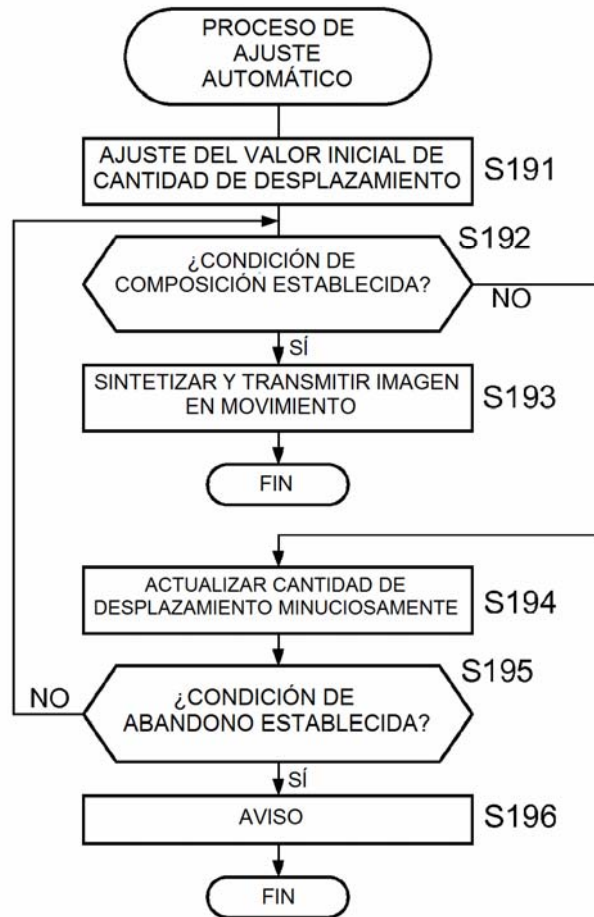 PROCESO DE
AJUSTE
AUTOMÁTICO
AJUSTE DEL VALOR INICIAL DE
CANTIDAD DE DESPLAZAMIENTO
S191
S192
¿CONDICIÓN DE
COMPOSICIÓN ESTABLECIDA?
NO
SÍ
SINTETIZAR Y TRANSMITIR IMAGEN
EN MOVIMIENTO
S193
FIN
ACTUALIZAR CANTIDAD DE
DESPLAZAMIENTO MINUCIOSAMENTE
S194
S195
NO
¿CONDICIÓN DE
ABANDONO ESTABLECIDA?
SÍ
AVISO
S196
FIN